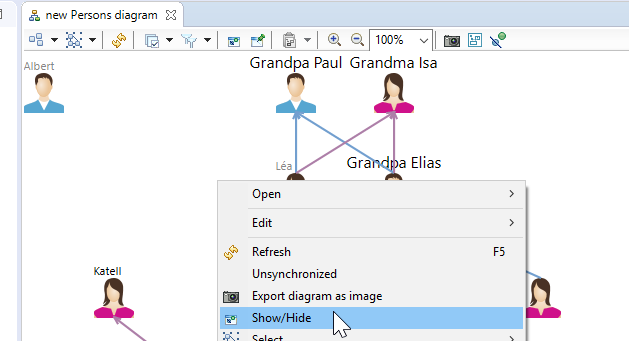 new Persons diagram
100%
Albert
Grandpa Paul
Grandma Isa
Léa
Grandpa Elias
Open
Edit
Refresh F5
Unsynchronized
Katell
Export diagram as image
Show/Hide
Select